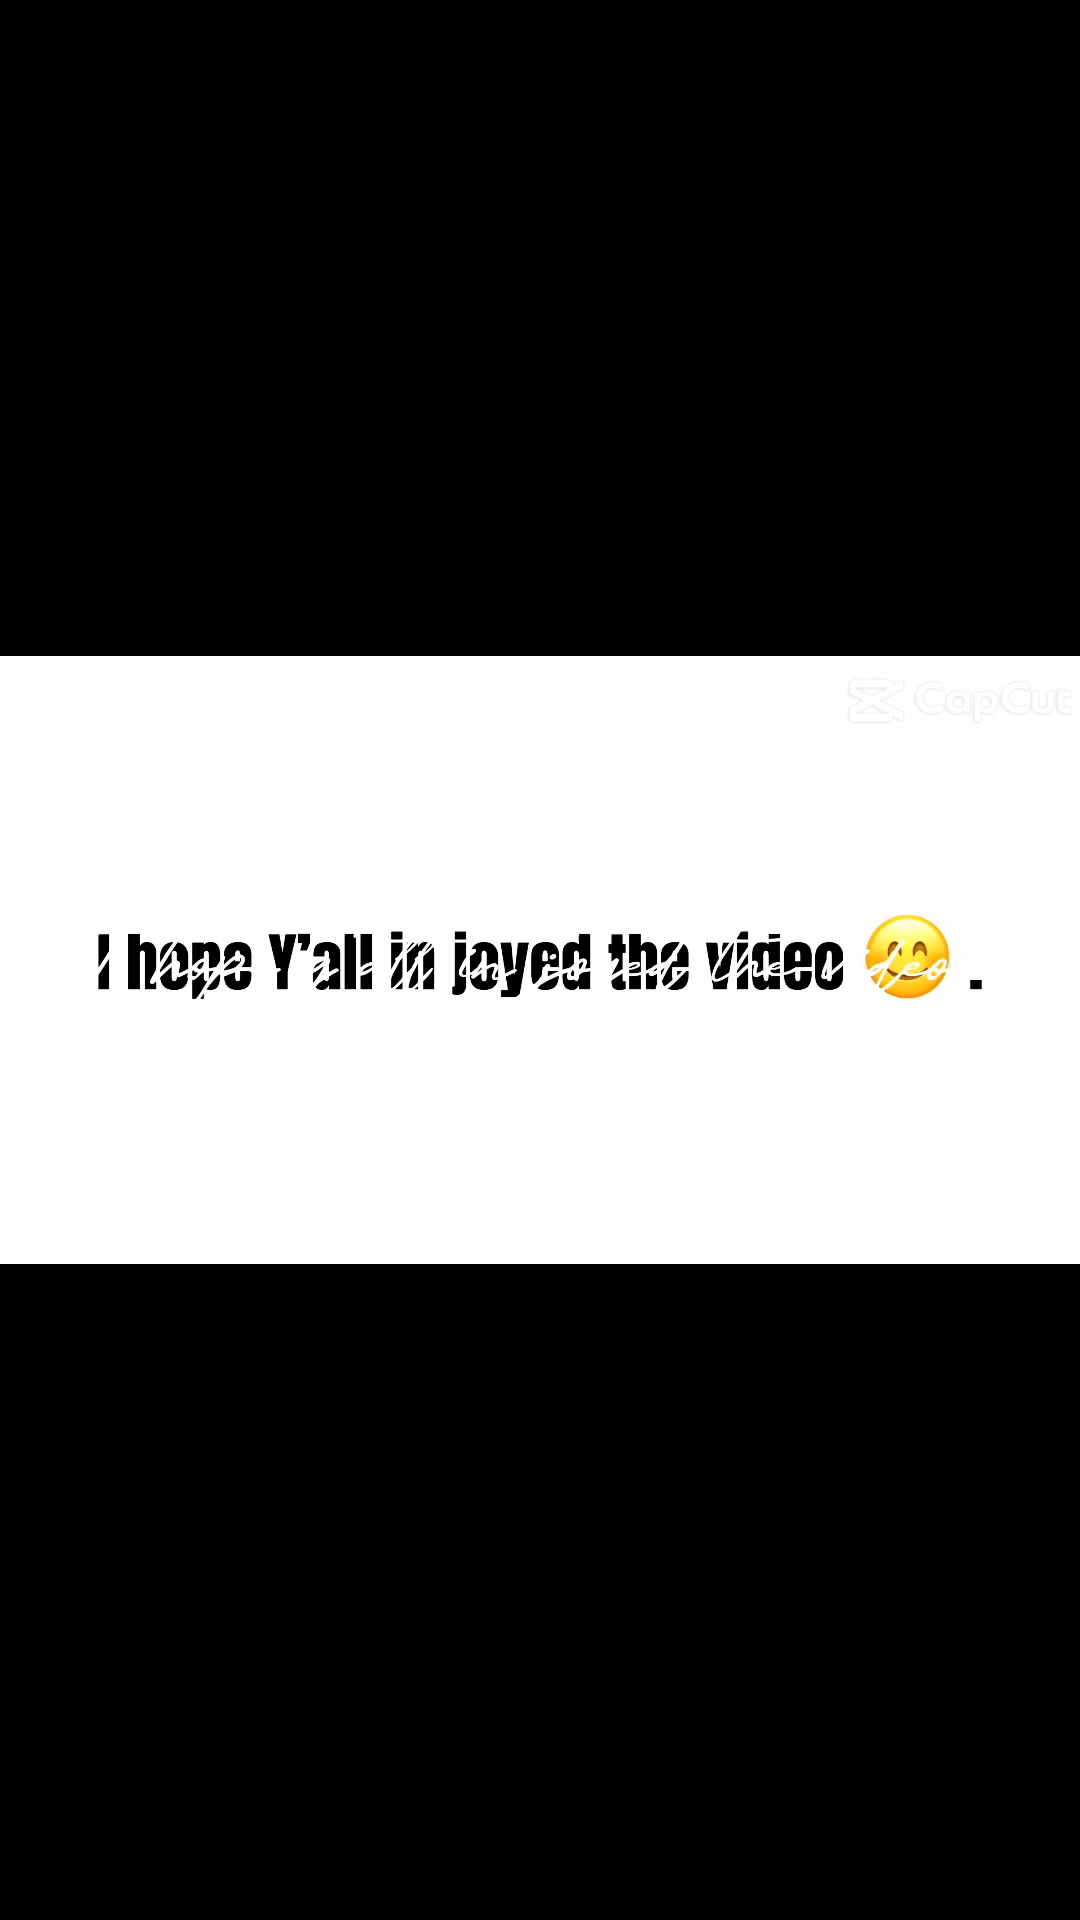 CapCut
I hope Y’all in joyed the video 😊 .